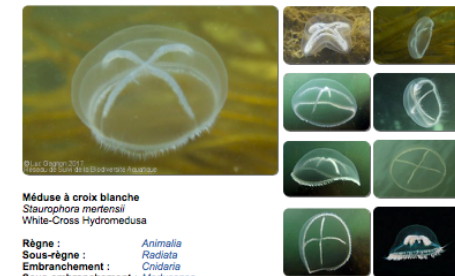 ©Luc Gagnon 2017
Réseau de Suivi de la Biodiversité Aquatique
Méduse à croix blanche
Staurophora mertensii
White-Cross Hydromedusa
Règne : Animalia
Sous-règne : Radiata
Embranchement : Cnidaria